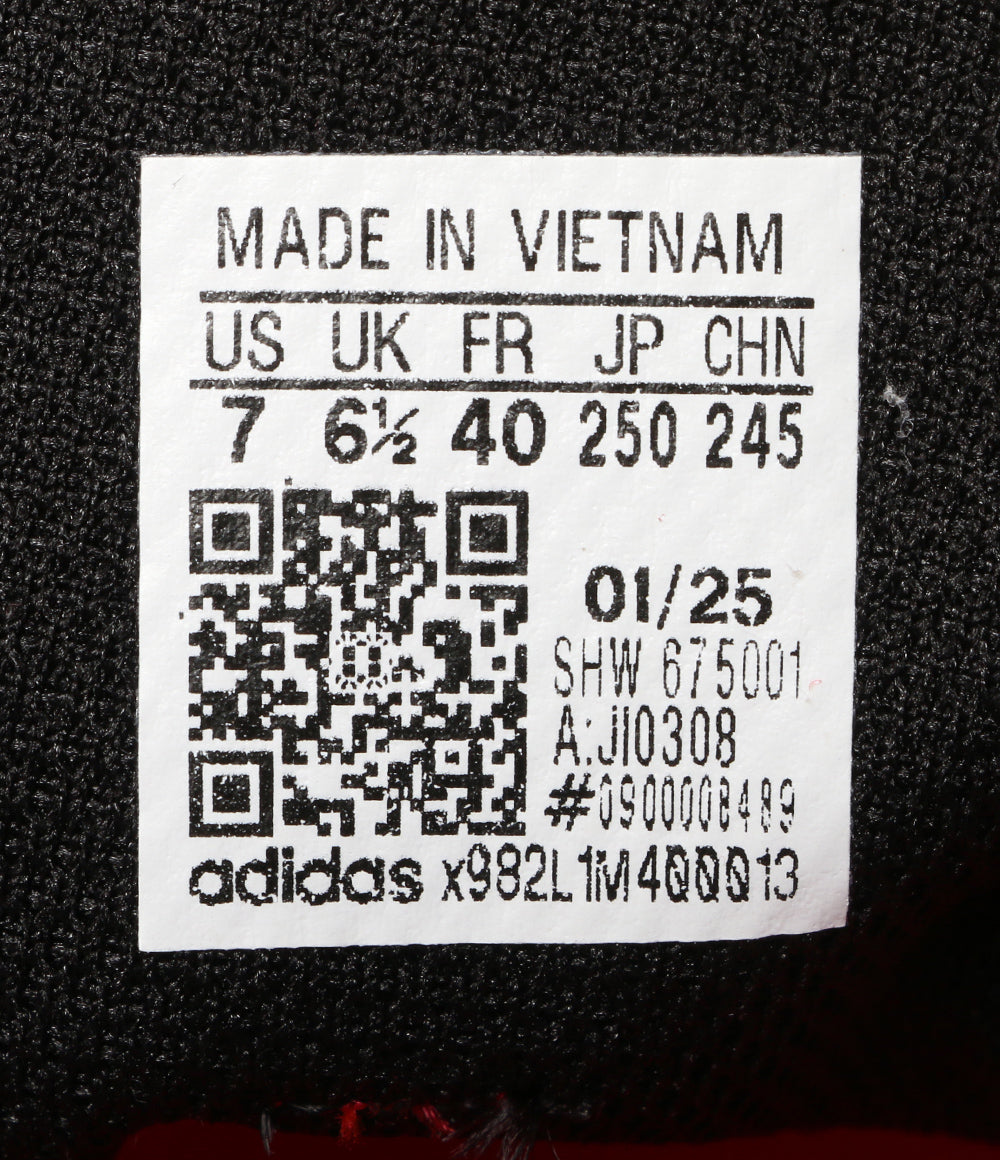 MADE IN VIETNAM
US UK FR JP CHN
7 6½ 40 250 245
01/25
SHW 675001
A:JI0308
#0900008489
adidas x982L1M400013